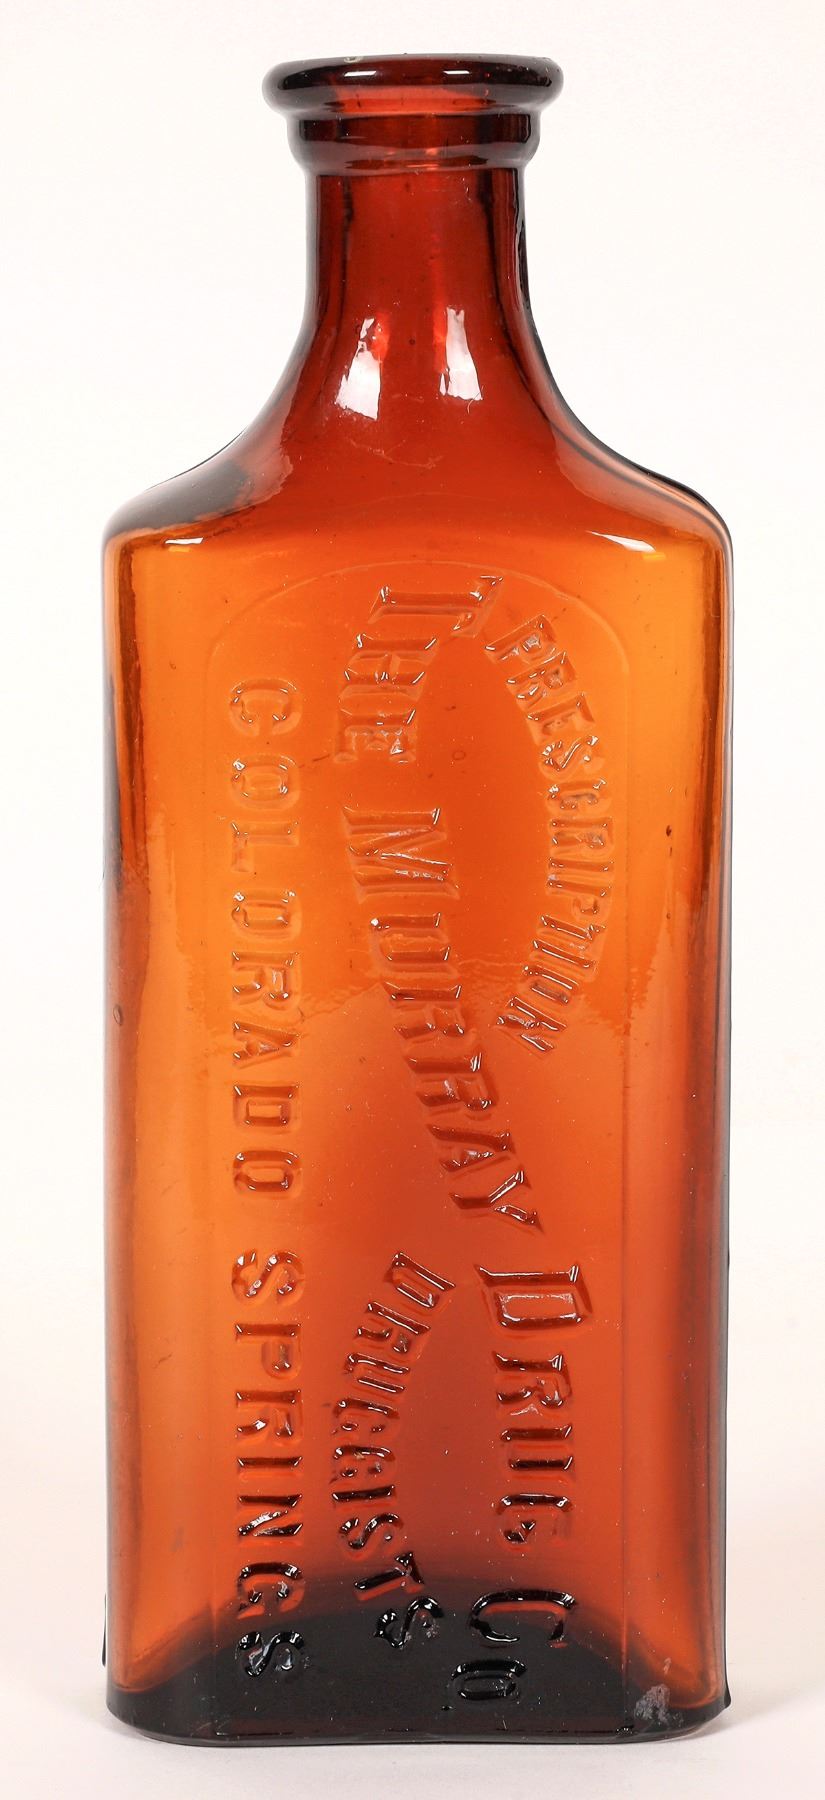 PRESCRIPTION
THE MURRAY DRUG CO
DRUGGISTS
COLORADO SPRINGS